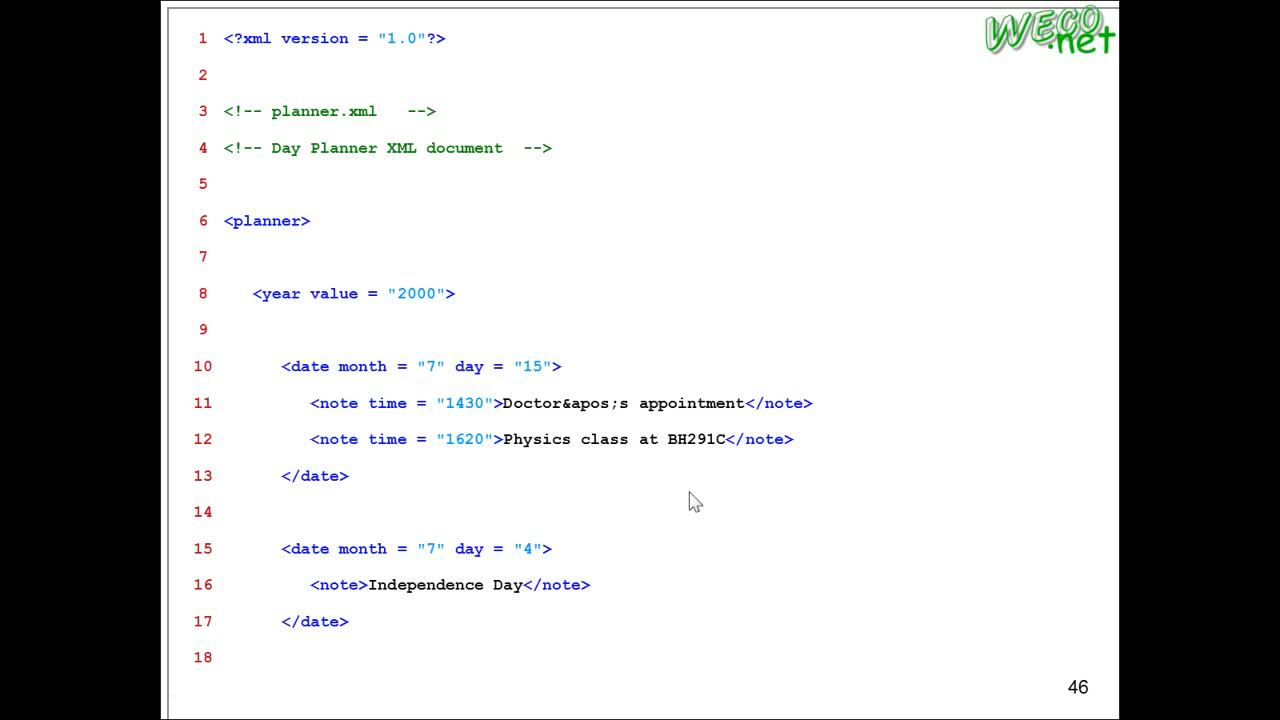 WECO
.net
1 <?xml version = "1.0"?>
2
3 <!-- planner.xml   -->
4 <!-- Day Planner XML document  -->
5
6 <planner>
7
8    <year value = "2000">
9
10       <date month = "7" day = "15">
11          <note time = "1430">Doctor&apos;s appointment</note>
12          <note time = "1620">Physics class at BH291C</note>
13       </date>
14
15       <date month = "7" day = "4">
16          <note>Independence Day</note>
17       </date>
18
46